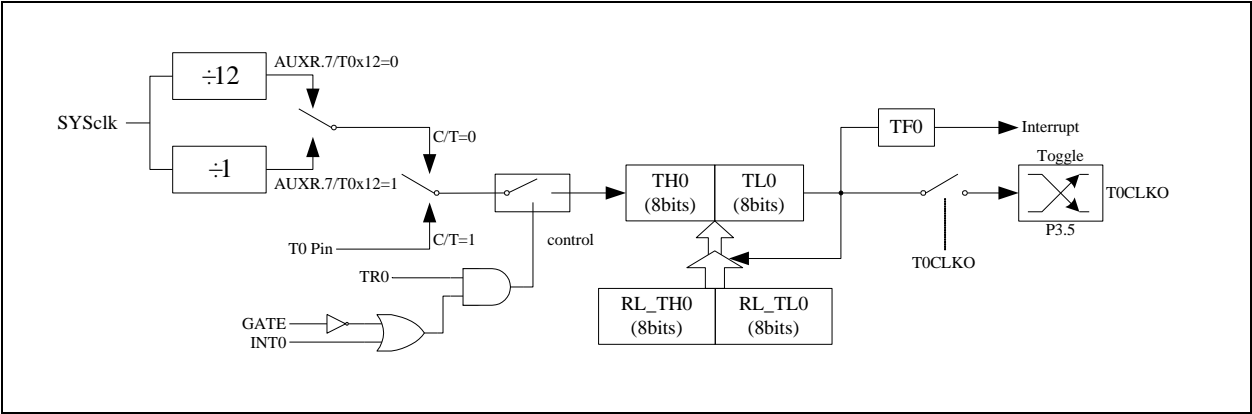 ÷12
AUXR.7/T0x12=0
SYSclk
÷1
AUXR.7/T0x12=1
C/T=0
T0 Pin
C/T=1
control
TR0
GATE
INT0
TH0
(8bits)
TL0
(8bits)
RL_TH0
(8bits)
RL_TL0
(8bits)
TF0
Interrupt
Toggle
T0CLKO
P3.5
T0CLKO